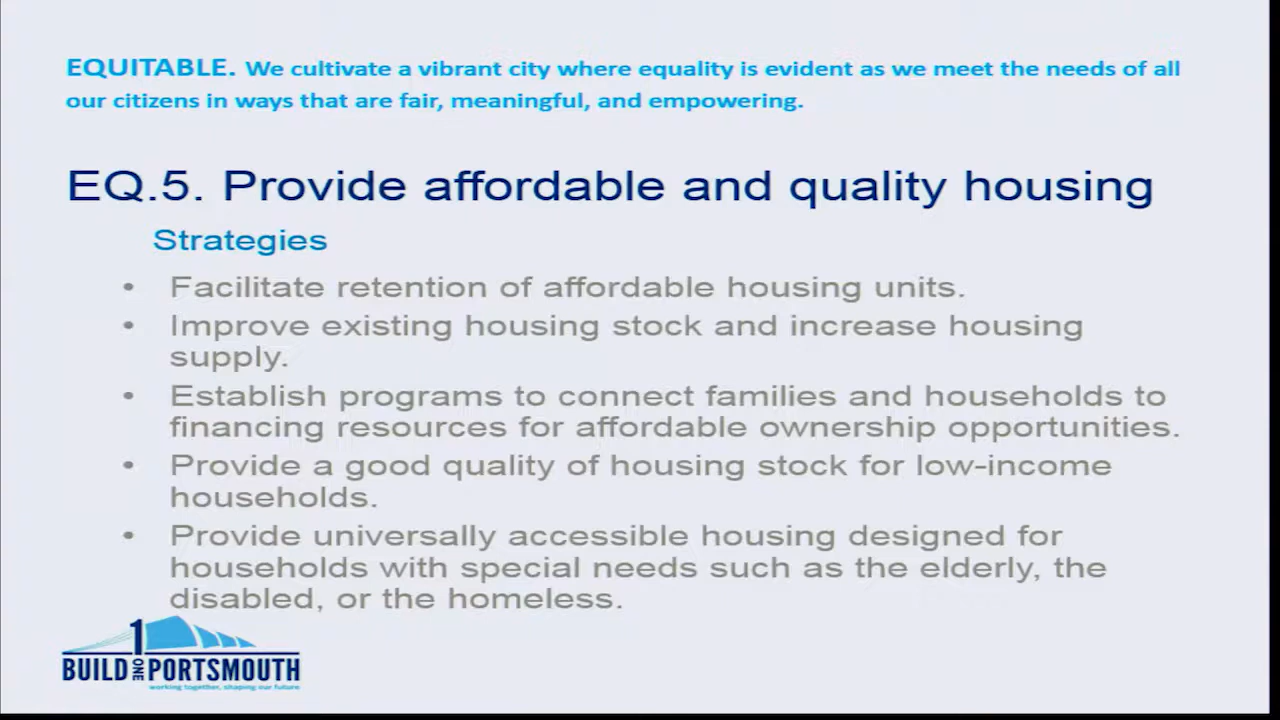 EQUITABLE. We cultivate a vibrant city where equality is evident as we meet the needs of all
our citizens in ways that are fair, meaningful, and empowering.
EQ.5. Provide affordable and quality housing
Strategies
• Facilitate retention of affordable housing units.
• Improve existing housing stock and increase housing
supply.
• Establish programs to connect families and households to
financing resources for affordable ownership opportunities.
• Provide a good quality of housing stock for low-income
households.
• Provide universally accessible housing designed for
households with special needs such as the elderly, the
disabled, or the homeless.
1
BUILD ONE PORTSMOUTH
working together, shaping our future